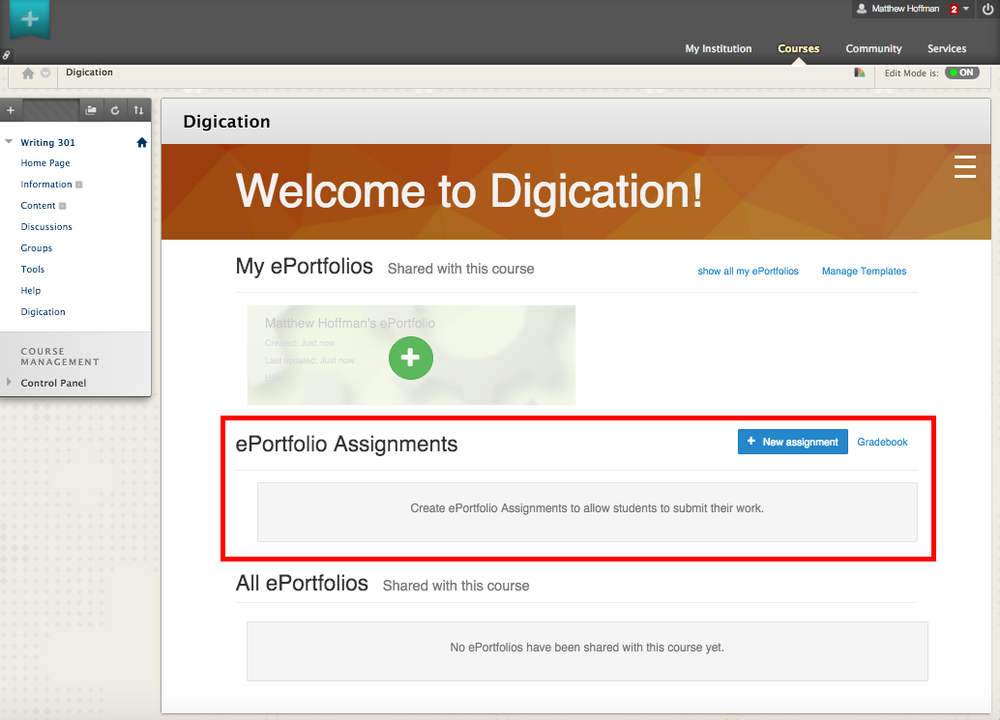 Matthew Hoffman 2
My Institution Courses Community Services
Digication
Edit Mode is: ON
Digication
Writing 301
Home Page
Information
Content
Discussions
Groups
Tools
Help
Digication
COURSE
MANAGEMENT
Control Panel
Welcome to Digication!
My ePortfolios Shared with this course
show all my ePortfolios Manage Templates
Matthew Hoffman's ePortfolio
Created: Just now
Last updated: Just now
ePortfolio Assignments
+ New assignment Gradebook
Create ePortfolio Assignments to allow students to submit their work.
All ePortfolios Shared with this course
No ePortfolios have been shared with this course yet.